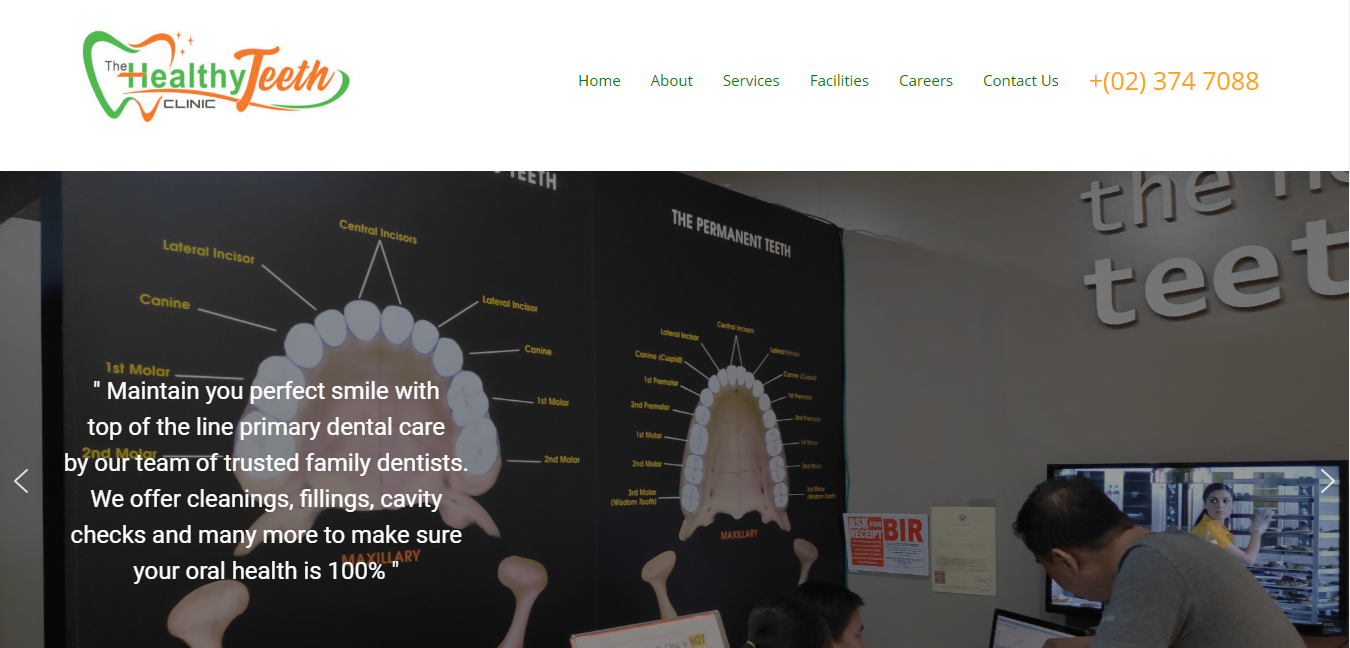 The Healthy Teeth
CLINIC
Home
About
Services
Facilities
Careers
Contact Us
+(02) 374 7088
TEETH
THE PERMANENT TEETH
the
teet
Central Incisors
Lateral Incisor
Canine
Lateral Incisor
Canine
1st Molar
1st Molar
2nd Molar
2nd Molar
MAXILLARY
Central Incisors
Lateral Incisor
Lateral Incisor
Canine (Cuspid)
Canine (Cuspid)
1st Premolar
1st Premolar
2nd Premolar
2nd Premolar
1st Molar
1st Molar
2nd Molar
2nd Molar
3rd Molar
(Wisdom Tooth)
3rd Molar
(Wisdom Tooth)
MAXILLARY
" Maintain you perfect smile with
top of the line primary dental care
by our team of trusted family dentists.
We offer cleanings, fillings, cavity
checks and many more to make sure
your oral health is 100% "
ASK FOR
RECEIPT
BIR
NOT